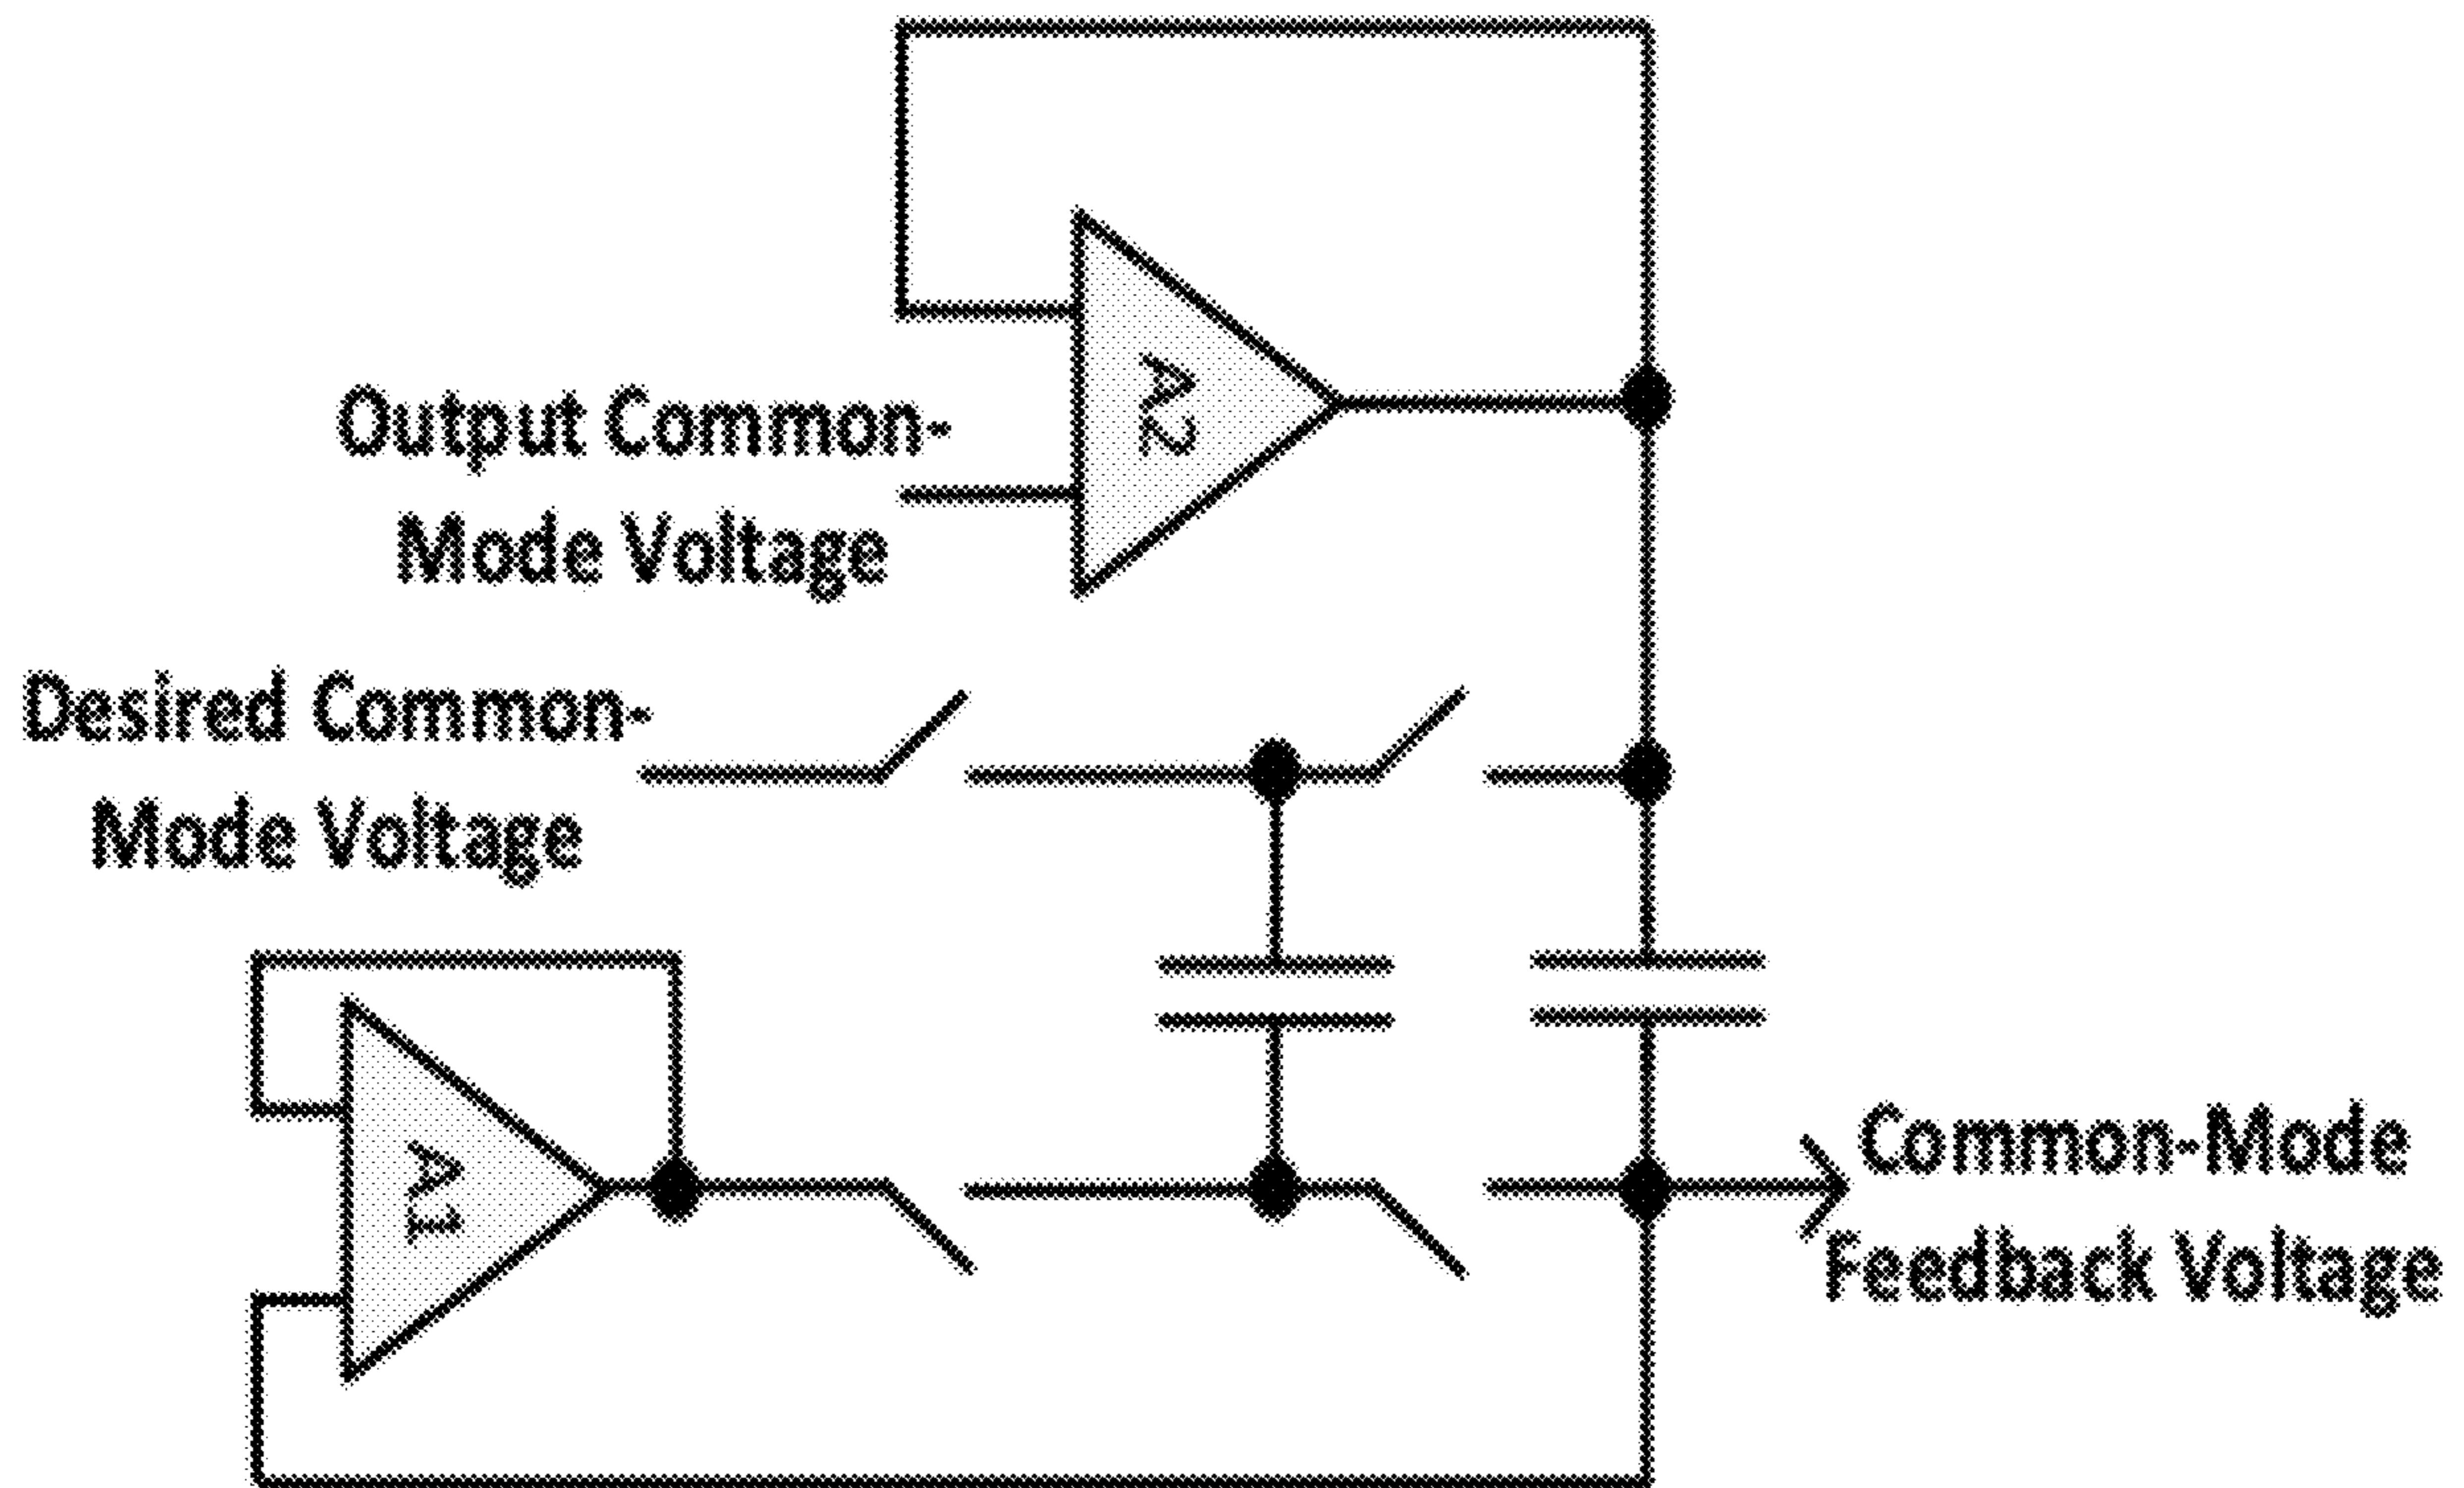 A2
Output Common-
Mode Voltage
Desired Common-
Mode Voltage
A1
Common-Mode
Feedback Voltage